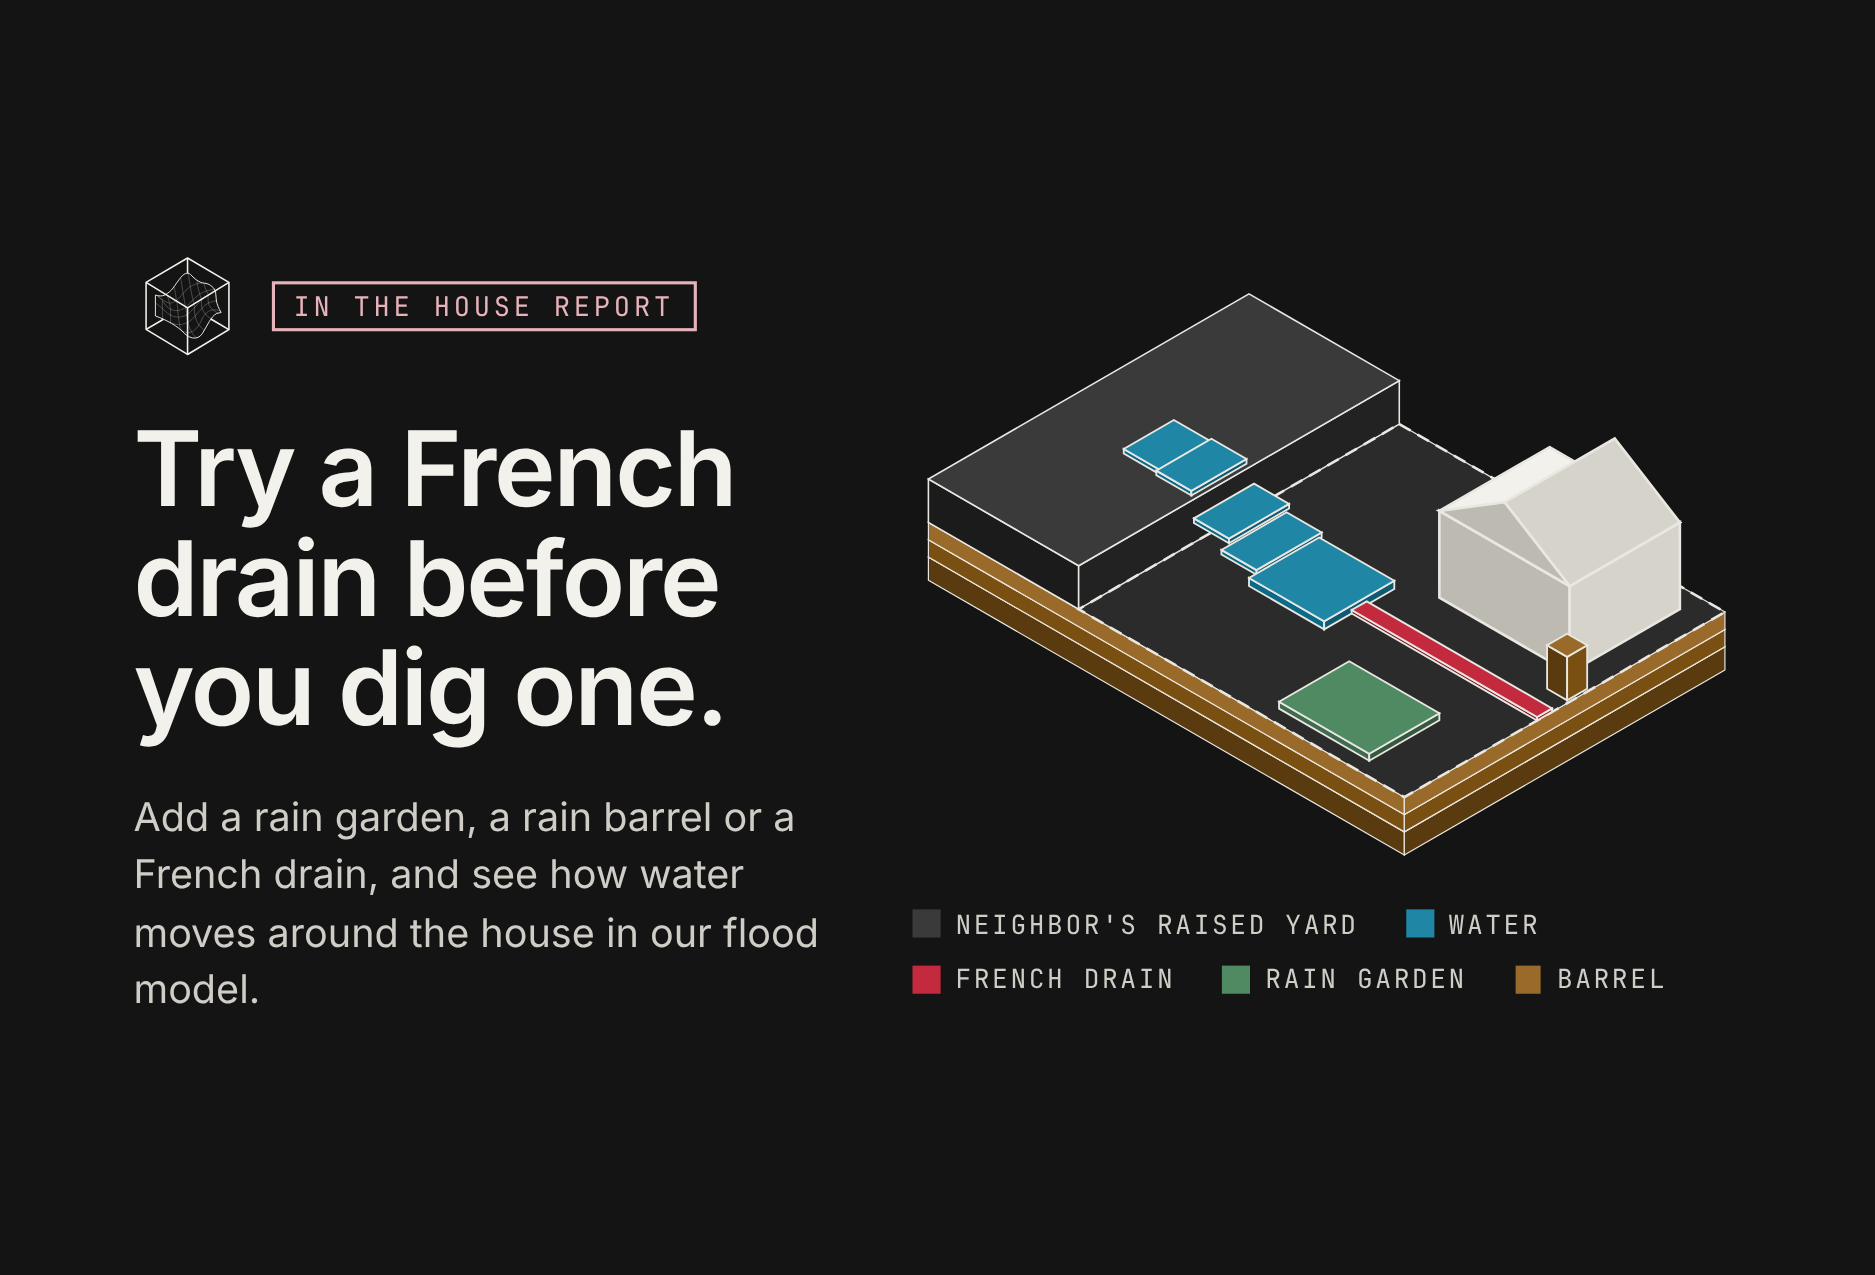 IN THE HOUSE REPORT
Try a French
drain before
you dig one.
Add a rain garden, a rain barrel or a
French drain, and see how water
moves around the house in our flood
model.
NEIGHBOR'S RAISED YARD
WATER
FRENCH DRAIN
RAIN GARDEN
BARREL